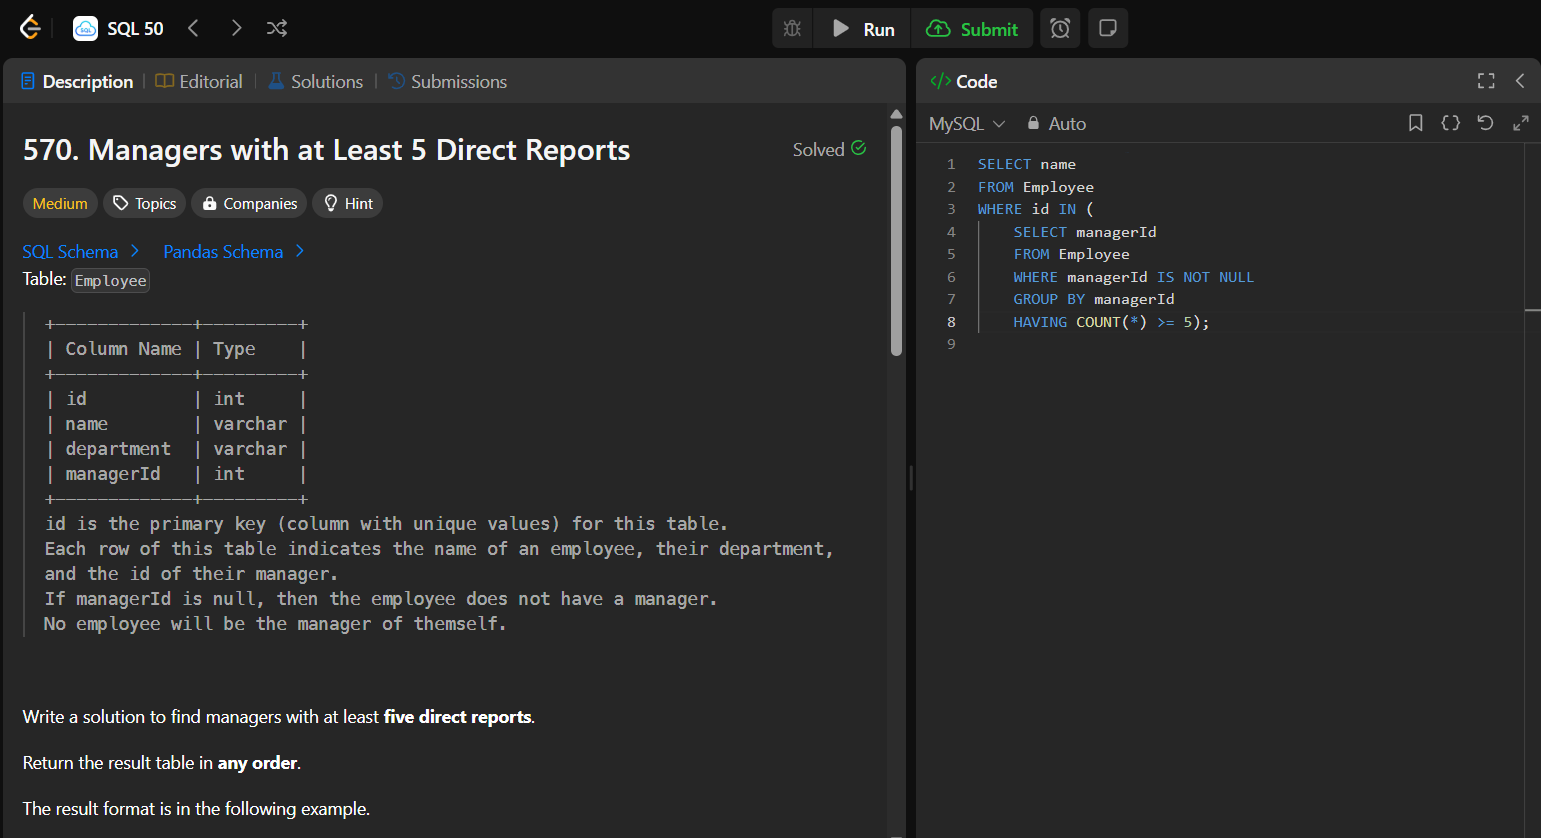 SQL 50
Run
Submit
Description
Editorial
Solutions
Submissions
570. Managers with at Least 5 Direct Reports
Solved
Medium
Topics
Companies
Hint
SQL Schema
Pandas Schema
Table: Employee
+-------------+---------+
| Column Name | Type    |
+-------------+---------+
| id          | int     |
| name        | varchar |
| department  | varchar |
| managerId   | int     |
+-------------+---------+
id is the primary key (column with unique values) for this table.
Each row of this table indicates the name of an employee, their department,
and the id of their manager.
If managerId is null, then the employee does not have a manager.
No employee will be the manager of themself.
Write a solution to find managers with at least five direct reports.
Return the result table in any order.
The result format is in the following example.
</> Code
MySQL
Auto
1 SELECT name
2 FROM Employee
3 WHERE id IN (
4     SELECT managerId
5     FROM Employee
6     WHERE managerId IS NOT NULL
7     GROUP BY managerId
8     HAVING COUNT(*) >= 5);
9